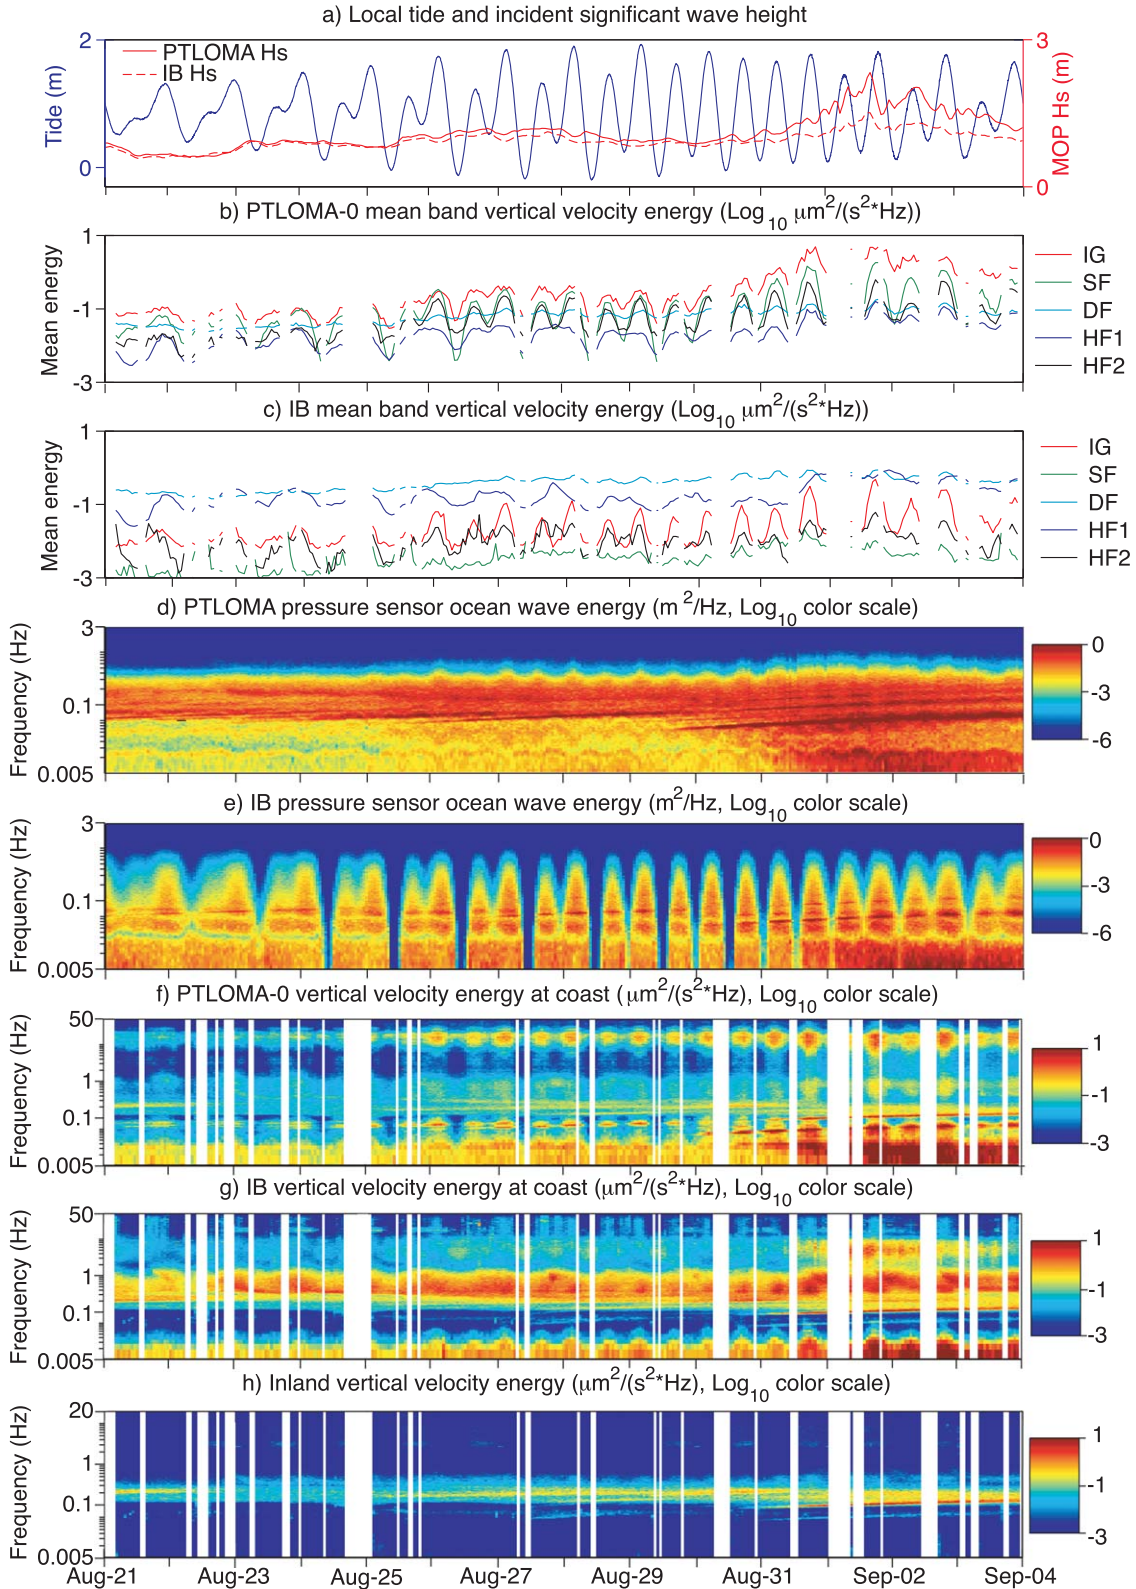 a) Local tide and incident significant wave height
2
0
Tide (m)
PTLOMA Hs
IB Hs
3
0
MOP Hs (m)
b) PTLOMA-0 mean band vertical velocity energy (Log10 μm2/(s2*Hz))
1
-1
-3
Mean energy
IG
SF
DF
HF1
HF2
c) IB mean band vertical velocity energy (Log10 μm2/(s2*Hz))
1
-1
-3
Mean energy
IG
SF
DF
HF1
HF2
d) PTLOMA pressure sensor ocean wave energy (m2/Hz, Log10 color scale)
3
0.1
0.005
Frequency (Hz)
0
-3
-6
e) IB pressure sensor ocean wave energy (m2/Hz, Log10 color scale)
3
0.1
0.005
Frequency (Hz)
0
-3
-6
f) PTLOMA-0 vertical velocity energy at coast (μm2/(s2*Hz), Log10 color scale)
50
1
0.1
0.005
Frequency (Hz)
1
-1
-3
g) IB vertical velocity energy at coast (μm2/(s2*Hz), Log10 color scale)
50
1
0.1
0.005
Frequency (Hz)
1
-1
-3
h) Inland vertical velocity energy (μm2/(s2*Hz), Log10 color scale)
20
1
0.1
0.005
Frequency (Hz)
1
-1
-3
Aug-21 Aug-23 Aug-25 Aug-27 Aug-29 Aug-31 Sep-02 Sep-04